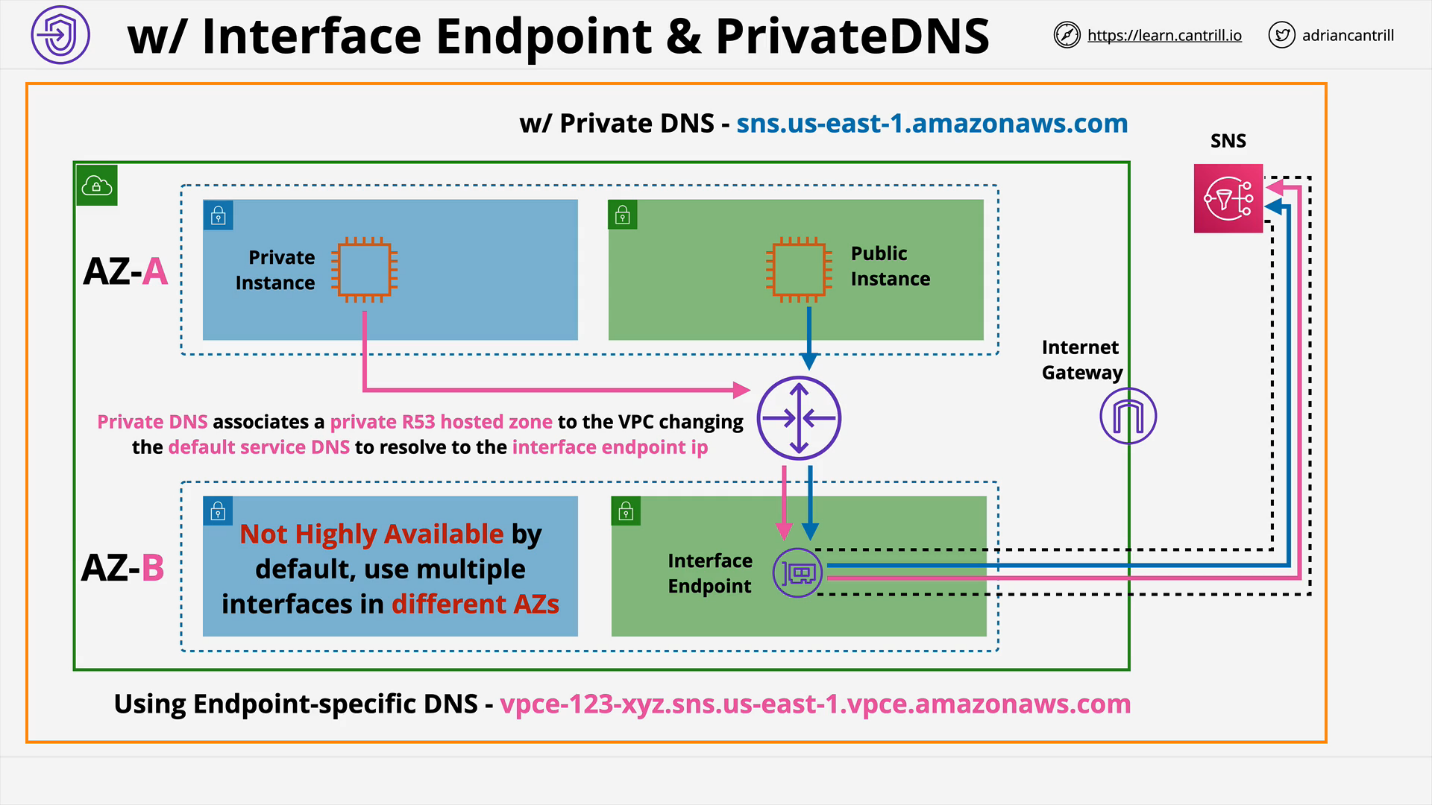 w/ Interface Endpoint & PrivateDNS
https://learn.cantrill.io
adriancantrill
w/ Private DNS - sns.us-east-1.amazonaws.com
SNS
AZ-A
Private
Instance
Public
Instance
Internet
Gateway
Private DNS associates a private R53 hosted zone to the VPC changing
the default service DNS to resolve to the interface endpoint ip
AZ-B
Not Highly Available by
default, use multiple
interfaces in different AZs
Interface
Endpoint
Using Endpoint-specific DNS - vpce-123-xyz.sns.us-east-1.vpce.amazonaws.com